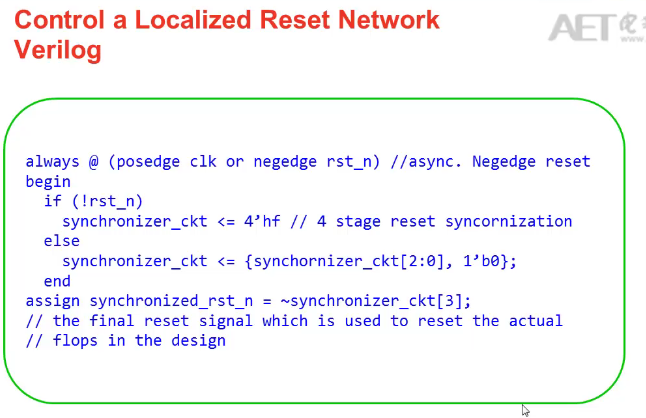 Control a Localized Reset Network
Verilog
AET
www.
always @ (posedge clk or negedge rst_n) //async. Negedge reset
begin
if (!rst_n)
synchronizer_ckt <= 4’hf // 4 stage reset syncornization
else
synchronizer_ckt <= {synchornizer_ckt[2:0], 1’b0};
end
assign synchronized_rst_n = ~synchronizer_ckt[3];
// the final reset signal which is used to reset the actual
// flops in the design